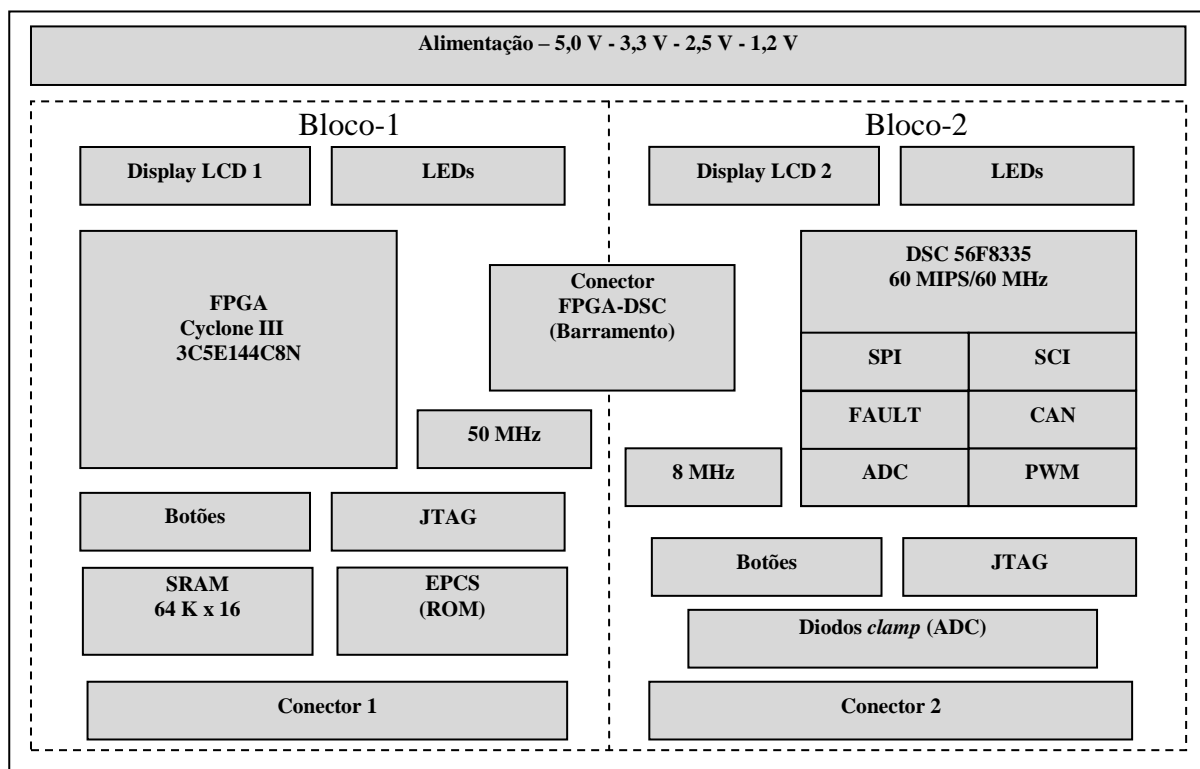 Alimentação – 5,0 V - 3,3 V - 2,5 V - 1,2 V
Bloco-1
Display LCD 1
LEDs
FPGA
Cyclone III
3C5E144C8N
Conector
FPGA-DSC
(Barramento)
50 MHz
Botões
JTAG
SRAM
64 K x 16
EPCS
(ROM)
Conector 1
Bloco-2
Display LCD 2
LEDs
DSC 56F8335
60 MIPS/60 MHz
SPI
SCI
FAULT
CAN
ADC
PWM
8 MHz
Botões
JTAG
Diodos clamp (ADC)
Conector 2